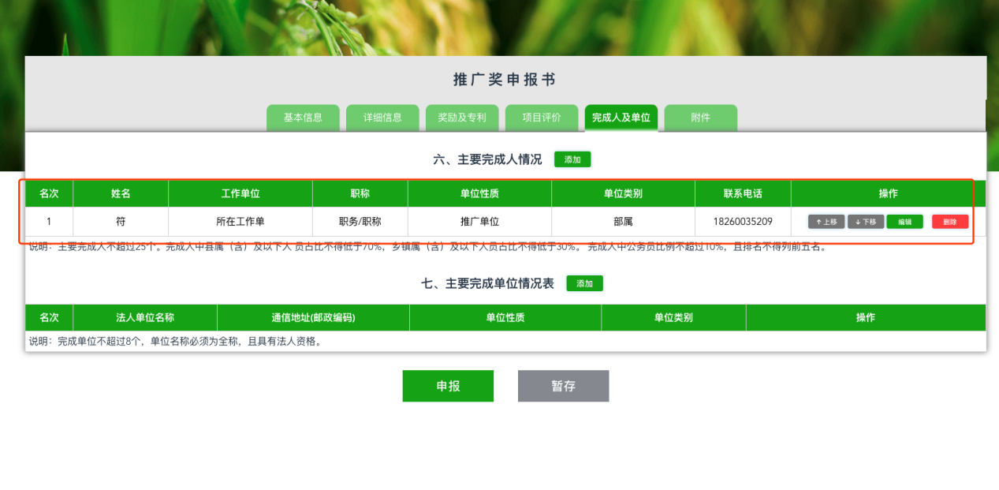 推广奖申报书
基本信息 详细信息 奖励及专利 项目评价 完成人及单位 附件
六、主要完成人情况 添加
名次 姓名 工作单位 职称 单位性质 单位类别 联系电话 操作
1 符 所在工作单 职务/职称 推广单位 部属 18260035209 ↑上移 ↓下移 编辑 删除
说明：主要完成人不超过25个。完成人中县属（含）及以下人 员占比不得低于70%，乡镇属（含）及以下人员占比不得低于30%。 完成人中公务员比例不超过10%，且排名不得列前五名。
七、主要完成单位情况表 添加
名次 法人单位名称 通信地址(邮政编码) 单位性质 单位类别 操作
说明：完成单位不超过8个，单位名称必须为全称，且具有法人资格。
申报 暂存